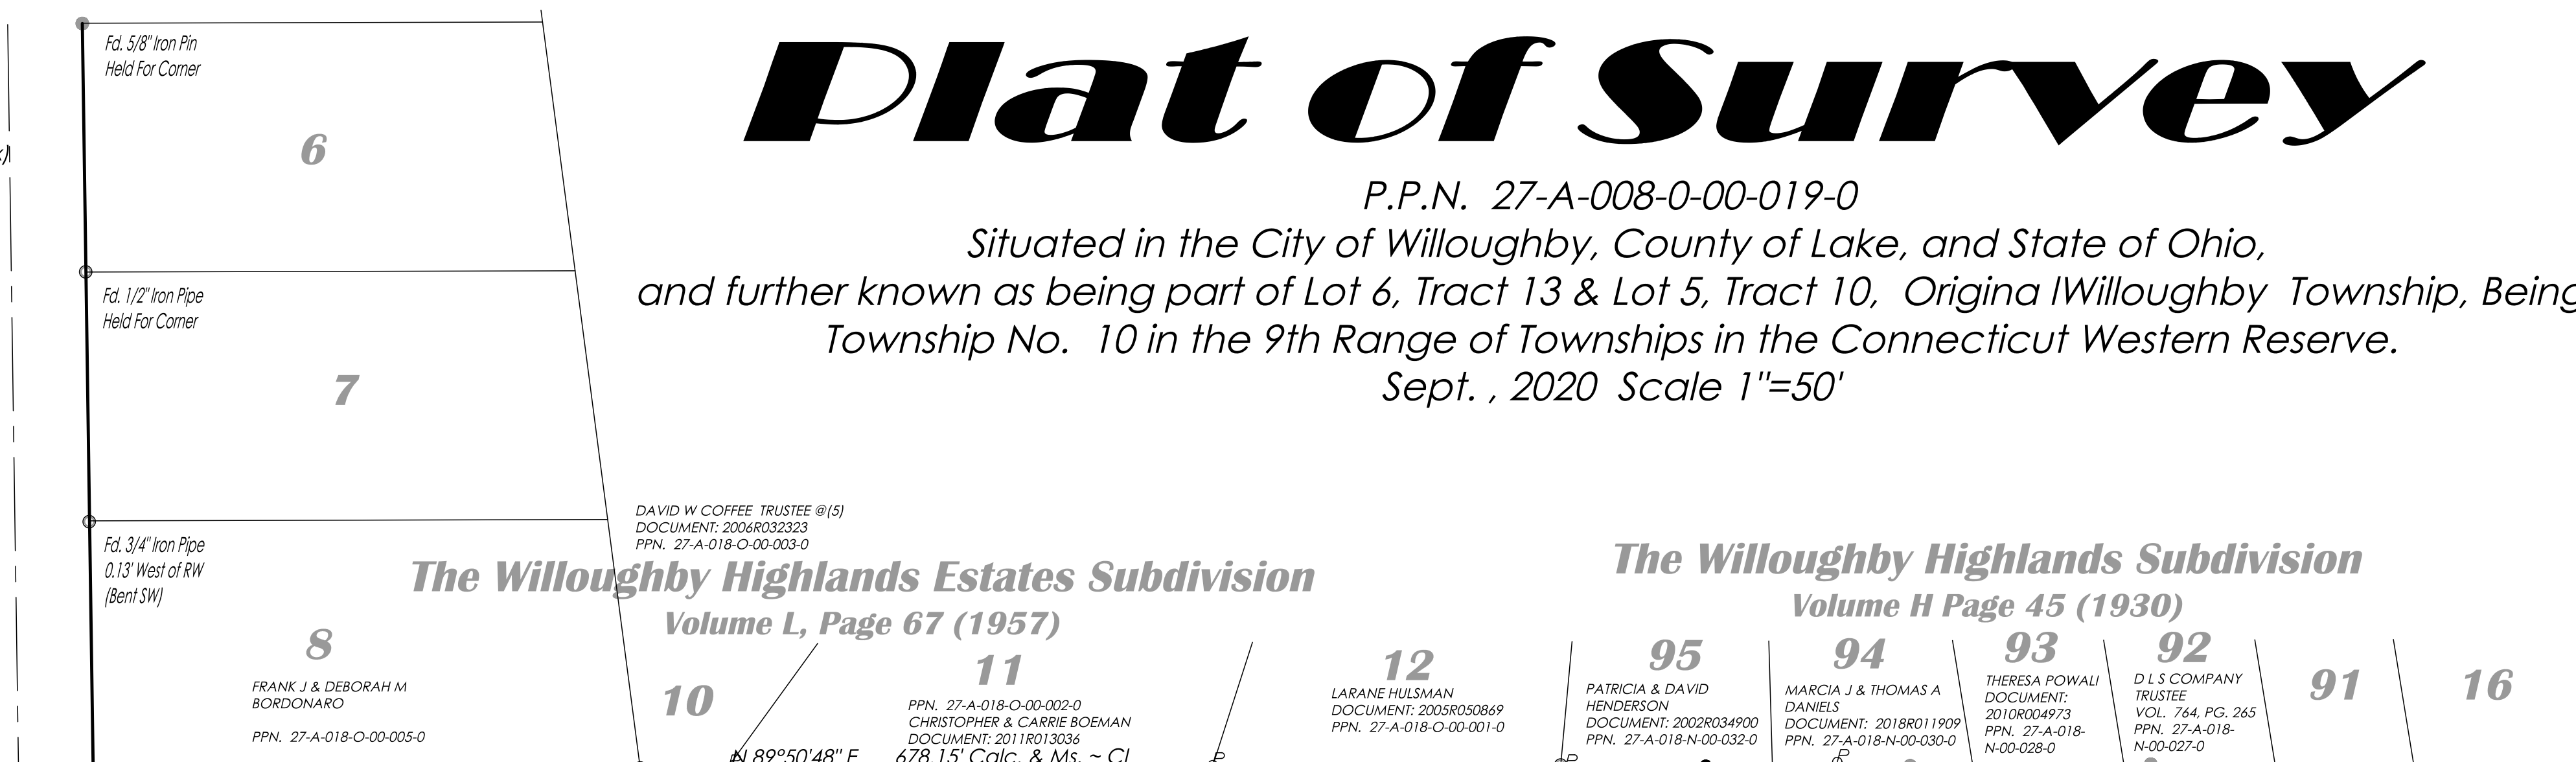 Plat of Survey
P.P.N. 27-A-008-0-00-019-0
Situated in the City of Willoughby, County of Lake, and State of Ohio,
and further known as being part of Lot 6, Tract 13 & Lot 5, Tract 10, Origina lWilloughby Township, Being
Township No. 10 in the 9th Range of Townships in the Connecticut Western Reserve.
Sept. , 2020 Scale 1"=50'
Fd. 5/8" Iron Pin
Held For Corner
6
Fd. 1/2" Iron Pipe
Held For Corner
7
Fd. 3/4" Iron Pipe
0.13' West of RW
(Bent SW)
8
FRANK J & DEBORAH M
BORDONARO
PPN. 27-A-018-O-00-005-0
DAVID W COFFEE TRUSTEE @(5)
DOCUMENT: 2006R032323
PPN. 27-A-018-O-00-003-0
The Willoughby Highlands Estates Subdivision
Volume L, Page 67 (1957)
10
11
PPN. 27-A-018-O-00-002-0
CHRISTOPHER & CARRIE BOEMAN
DOCUMENT: 2011R013036
N 89°50'48" E 678.15' Calc. & Ms. ~ CI
12
LARANE HULSMAN
DOCUMENT: 2005R050869
PPN. 27-A-018-O-00-001-0
The Willoughby Highlands Subdivision
Volume H Page 45 (1930)
95
PATRICIA & DAVID
HENDERSON
DOCUMENT: 2002R034900
PPN. 27-A-018-N-00-032-0
94
MARCIA J & THOMAS A
DANIELS
DOCUMENT: 2018R011909
PPN. 27-A-018-N-00-030-0
93
THERESA POWALI
DOCUMENT:
2010R004973
PPN. 27-A-018-
N-00-028-0
92
D L S COMPANY
TRUSTEE
VOL. 764, PG. 265
PPN. 27-A-018-
N-00-027-0
91
16